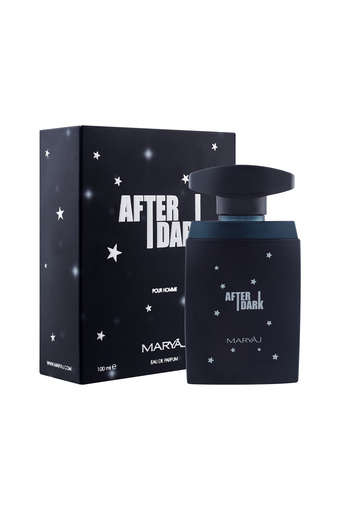 AFTER
DARK
POUR HOMME
MARYAJ
100 ml e
EAU DE PARFUM
WWW.MARYAJ.COM
AFTER
DARK
MARYAJ